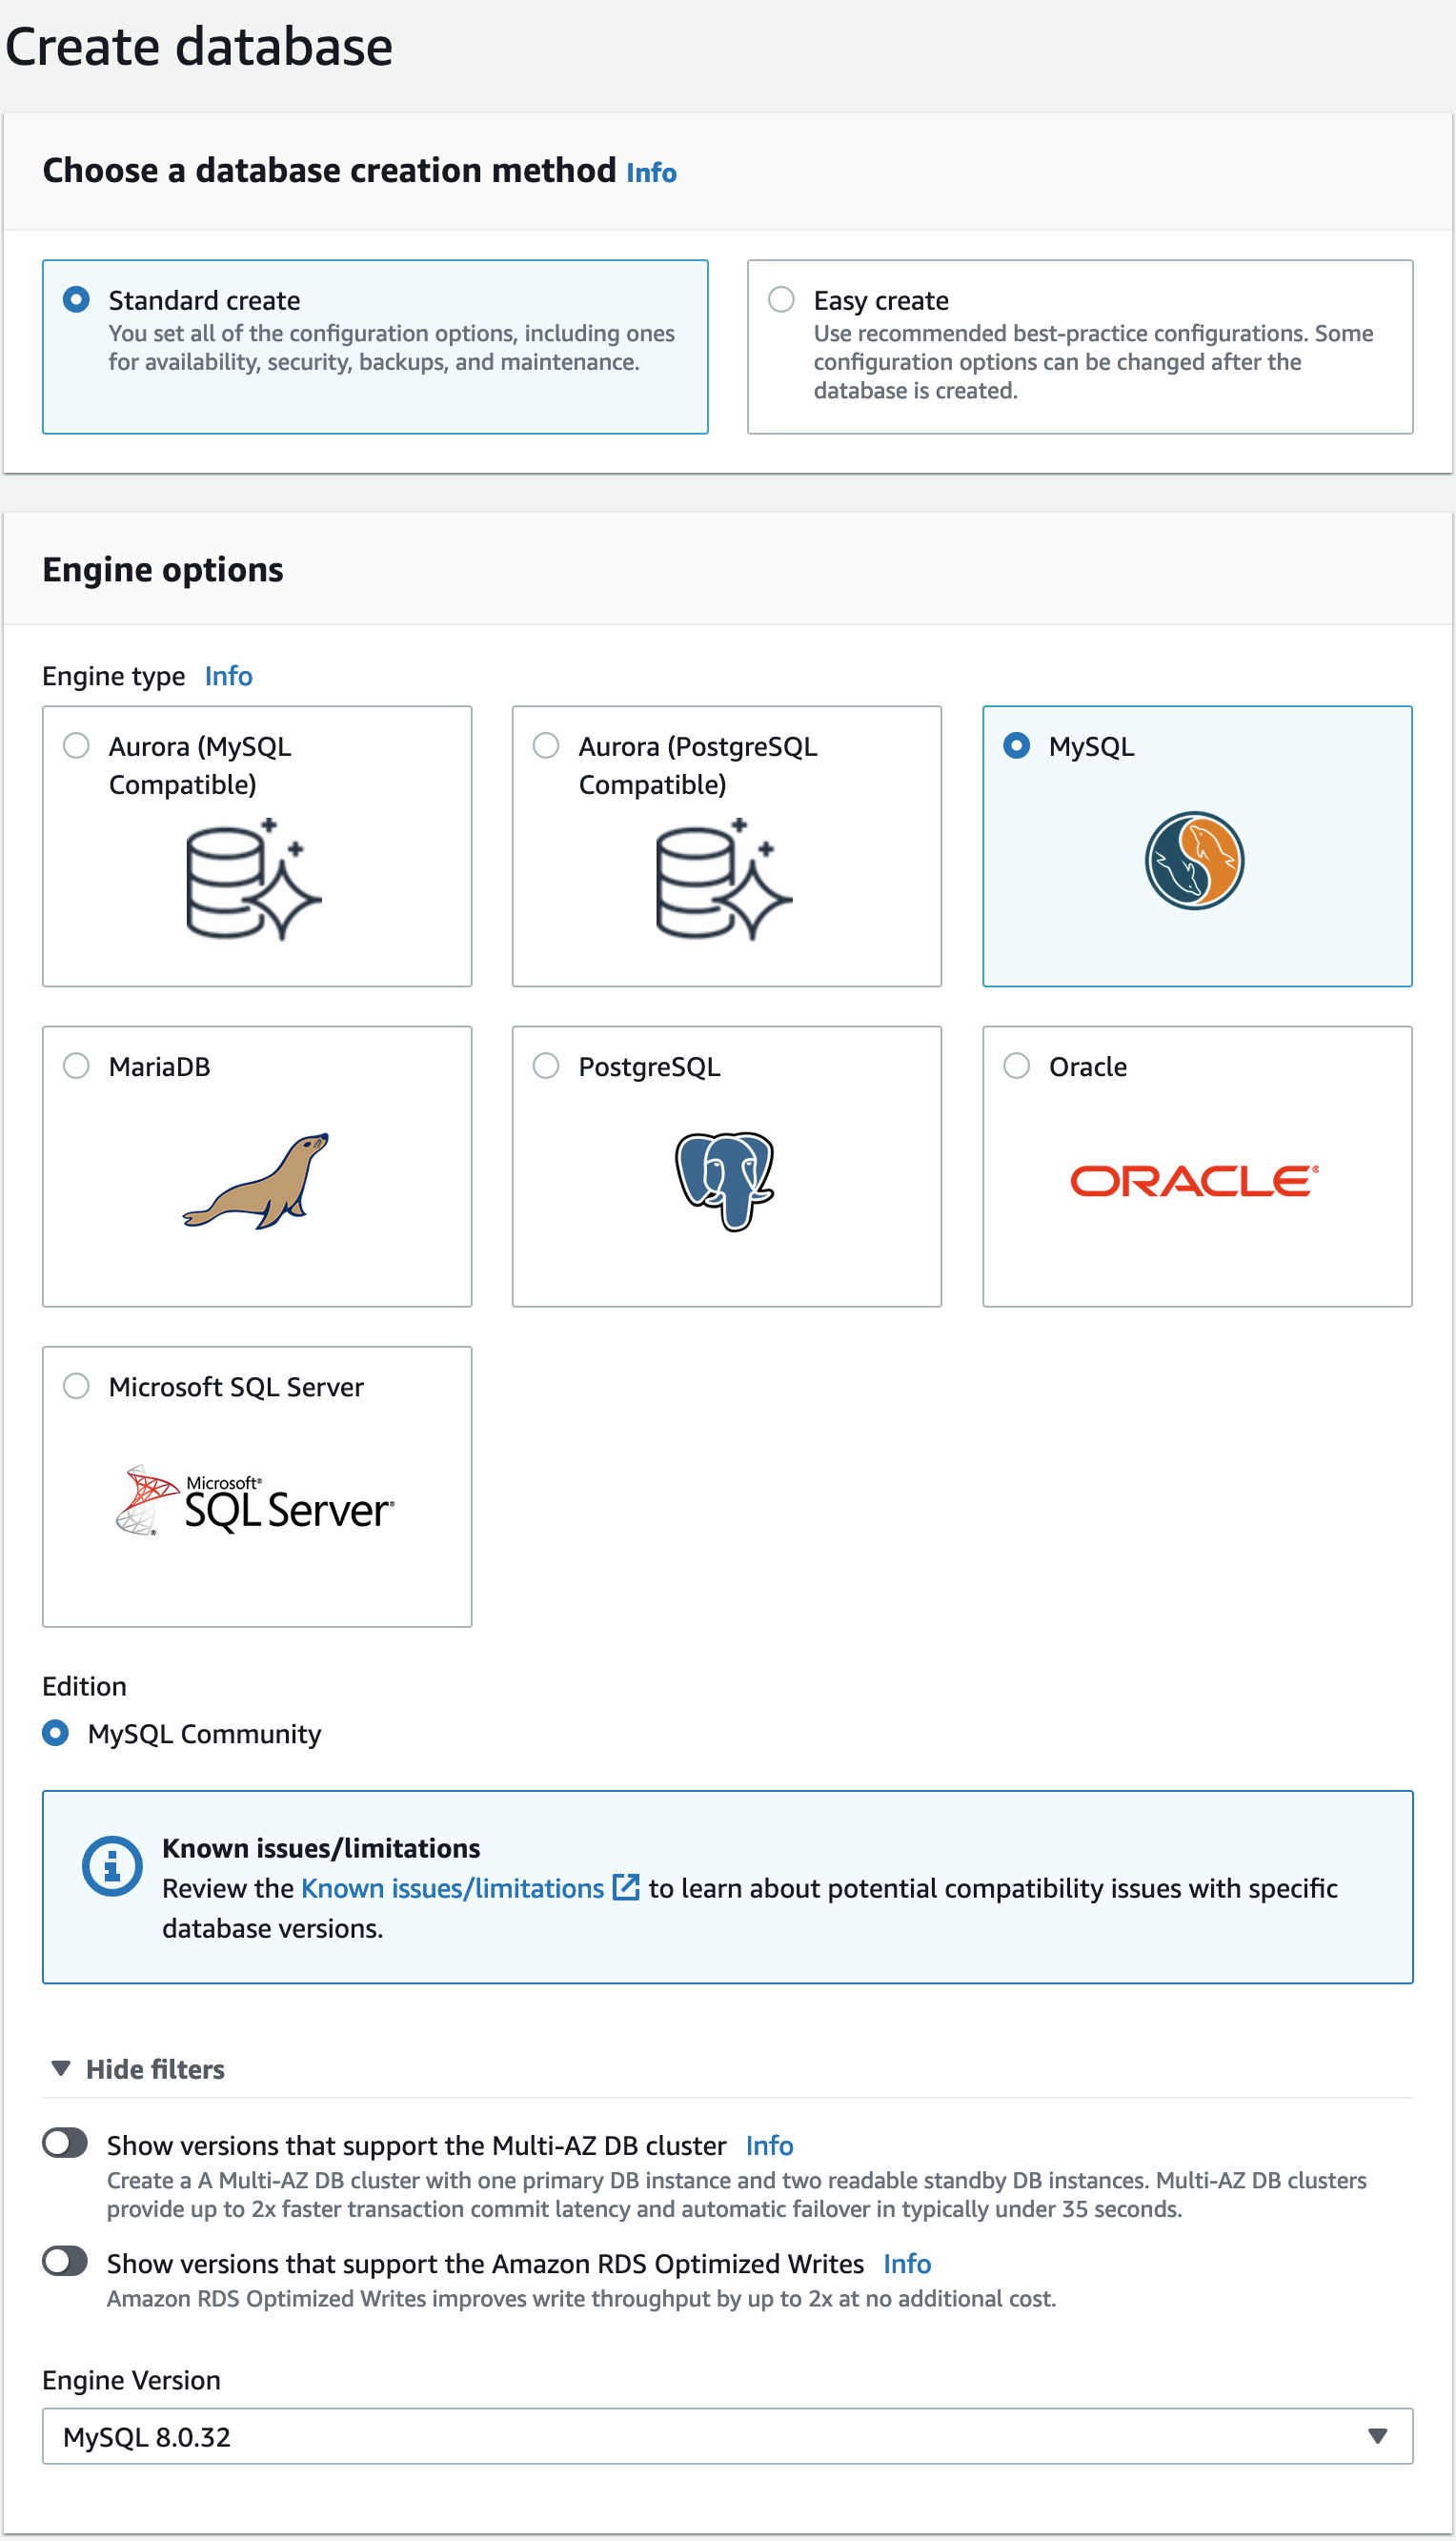 Create database
Choose a database creation method Info
Standard create
You set all of the configuration options, including ones
for availability, security, backups, and maintenance.
Easy create
Use recommended best-practice configurations. Some
configuration options can be changed after the
database is created.
Engine options
Engine type Info
Aurora (MySQL
Compatible)
Aurora (PostgreSQL
Compatible)
MySQL
MariaDB
PostgreSQL
Oracle
ORACLE®
Microsoft SQL Server
Microsoft®
SQL Server®
Edition
MySQL Community
Known issues/limitations
Review the Known issues/limitations to learn about potential compatibility issues with specific
database versions.
Hide filters
Show versions that support the Multi-AZ DB cluster Info
Create a A Multi-AZ DB cluster with one primary DB instance and two readable standby DB instances. Multi-AZ DB clusters
provide up to 2x faster transaction commit latency and automatic failover in typically under 35 seconds.
Show versions that support the Amazon RDS Optimized Writes Info
Amazon RDS Optimized Writes improves write throughput by up to 2x at no additional cost.
Engine Version
MySQL 8.0.32